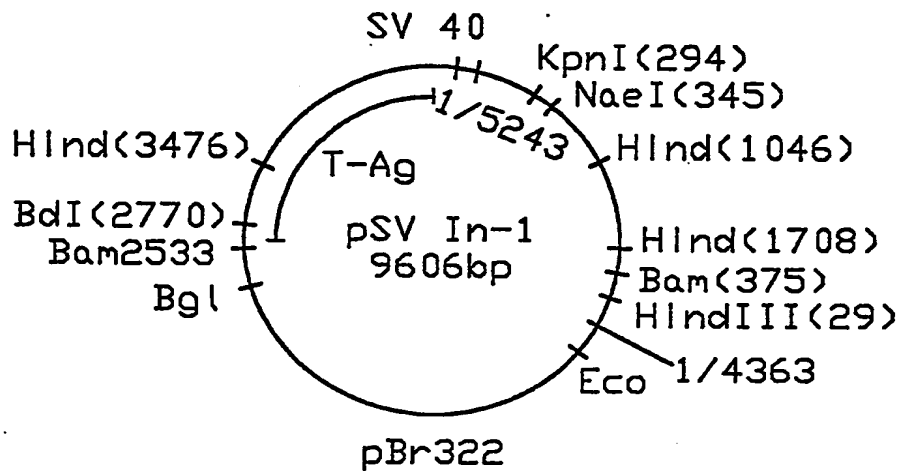 SV 40
KpnI(294)
NaeI(345)
1/5243
HInd(3476)
T-Ag
HInd(1046)
BdI(2770)
pSV In-1
HInd(1708)
Bam2533
9606bp
Bam(375)
Bgl
HIndIII(29)
Eco
1/4363
pBr322